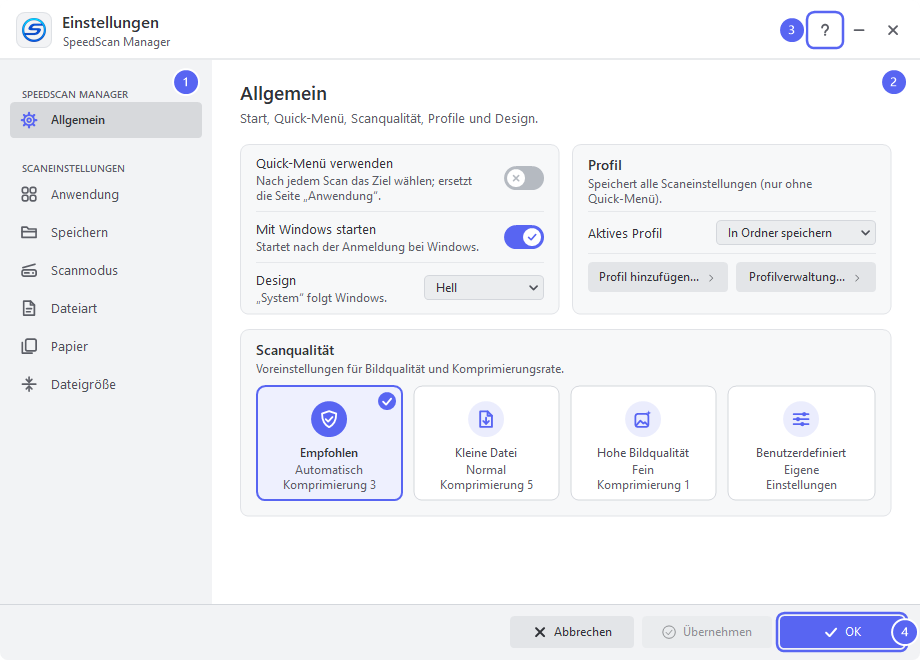 Einstellungen
SpeedScan Manager
3
?
1
SPEEDSCAN MANAGER
Allgemein
SCANEINSTELLUNGEN
Anwendung
Speichern
Scanmodus
Dateiart
Papier
Dateigröße
2
Allgemein
Start, Quick-Menü, Scanqualität, Profile und Design.
Quick-Menü verwenden
Nach jedem Scan das Ziel wählen; ersetzt
die Seite „Anwendung“.
Mit Windows starten
Startet nach der Anmeldung bei Windows.
Design
„System“ folgt Windows.
Hell
Profil
Speichert alle Scaneinstellungen (nur ohne
Quick-Menü).
Aktives Profil
In Ordner speichern
Profil hinzufügen...
Profilverwaltung...
Scanqualität
Voreinstellungen für Bildqualität und Komprimierungsrate.
Empfohlen
Automatisch
Komprimierung 3
Kleine Datei
Normal
Komprimierung 5
Hohe Bildqualität
Fein
Komprimierung 1
Benutzerdefiniert
Eigene
Einstellungen
Abbrechen
Übernehmen
OK
4